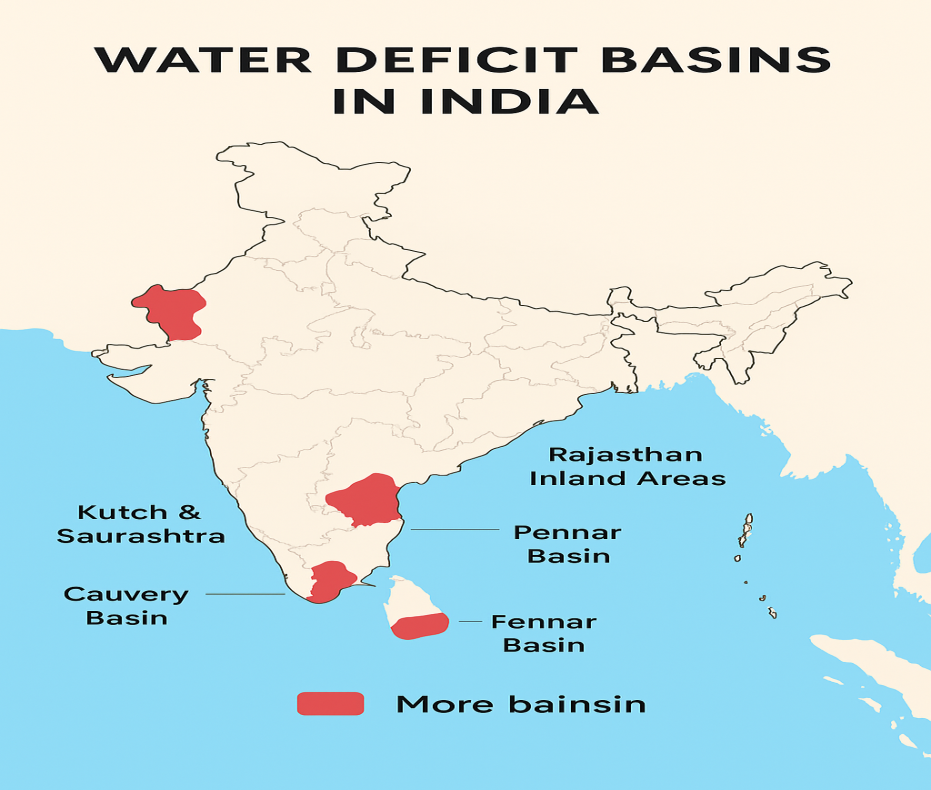 WATER DEFICIT BASINS
IN INDIA
Rajasthan
Inland Areas
Kutch &
Saurashtra
Pennar
Basin
Cauvery
Basin
Fennar
Basin
More bainsin